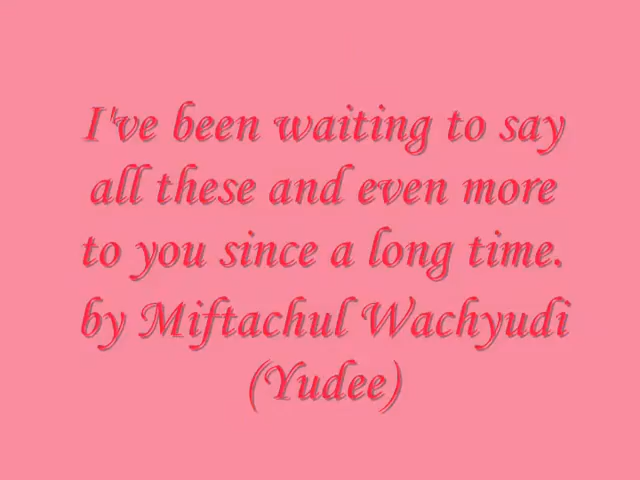 I've been waiting to say
all these and even more
to you since a long time.
by Miftachul Wachyudi
(Yudee)